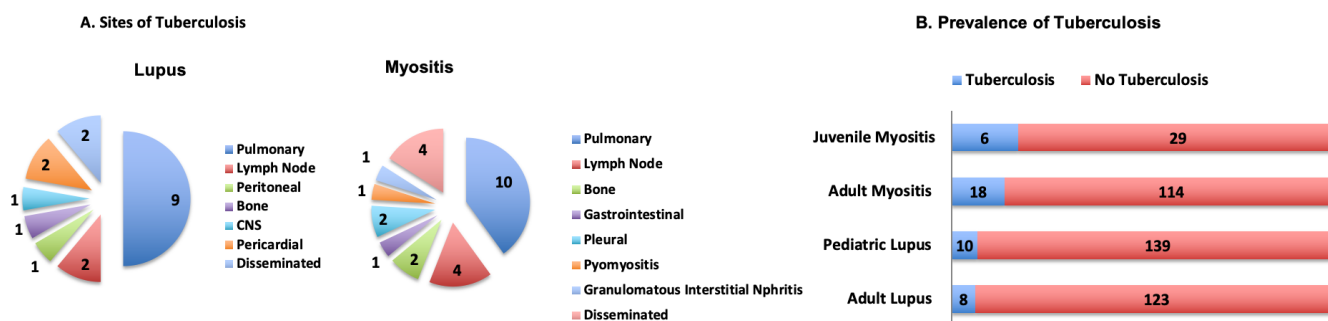 A. Sites of Tuberculosis
Lupus
2
2
1
1
1
2
9
Pulmonary
Lymph Node
Peritoneal
Bone
CNS
Pericardial
Disseminated
Myositis
4
1
1
2
1
2
4
10
Pulmonary
Lymph Node
Bone
Gastrointestinal
Pleural
Pyomyositis
Granulomatous Interstitial Nphritis
Disseminated
B. Prevalence of Tuberculosis
Tuberculosis No Tuberculosis
Juvenile Myositis 6 29
Adult Myositis 18 114
Pediatric Lupus 10 139
Adult Lupus 8 123